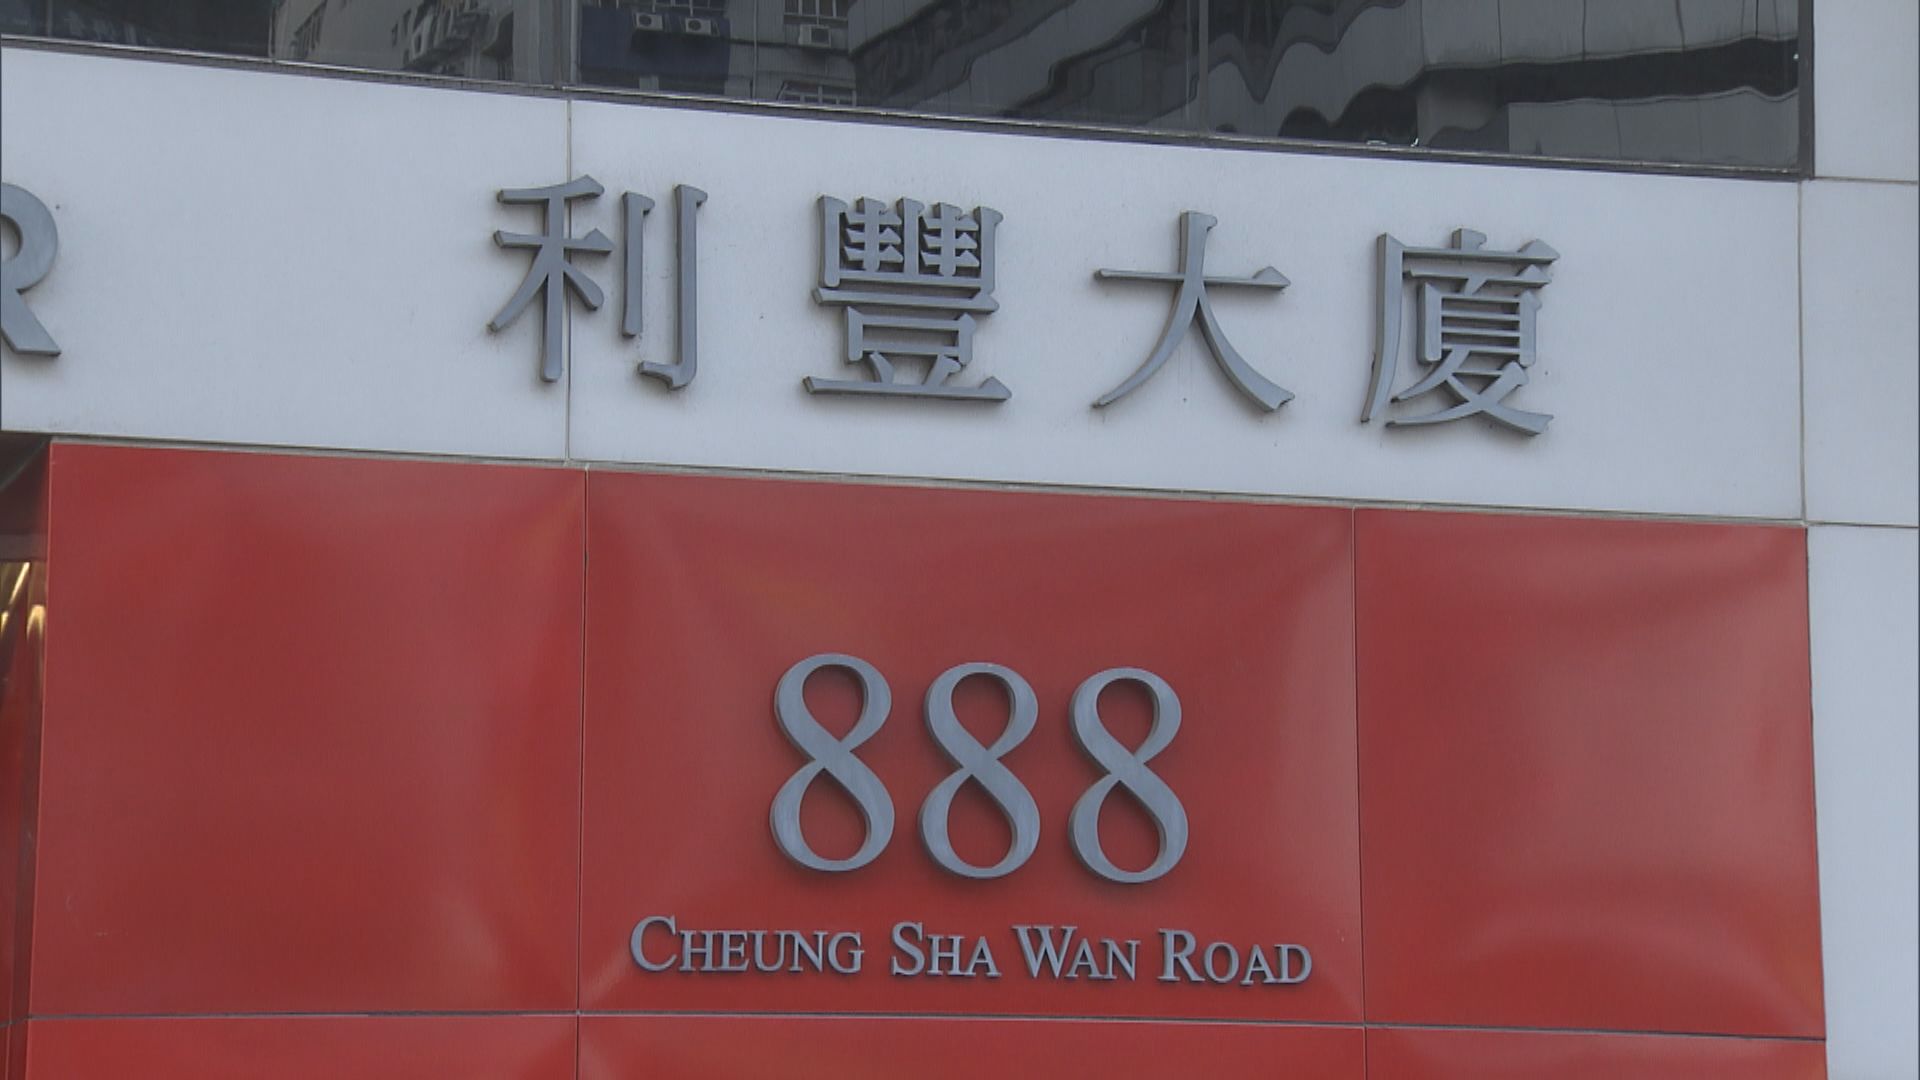 R 利豐大廈
888
CHEUNG SHA WAN ROAD